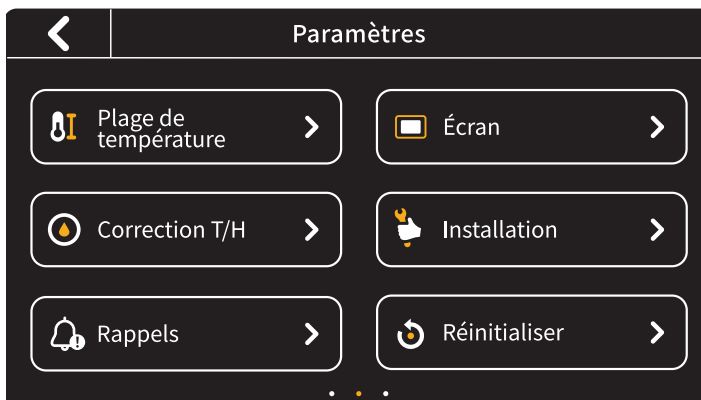 Paramètres
Plage de
température
Écran
Correction T/H
Installation
Rappels
Réinitialiser